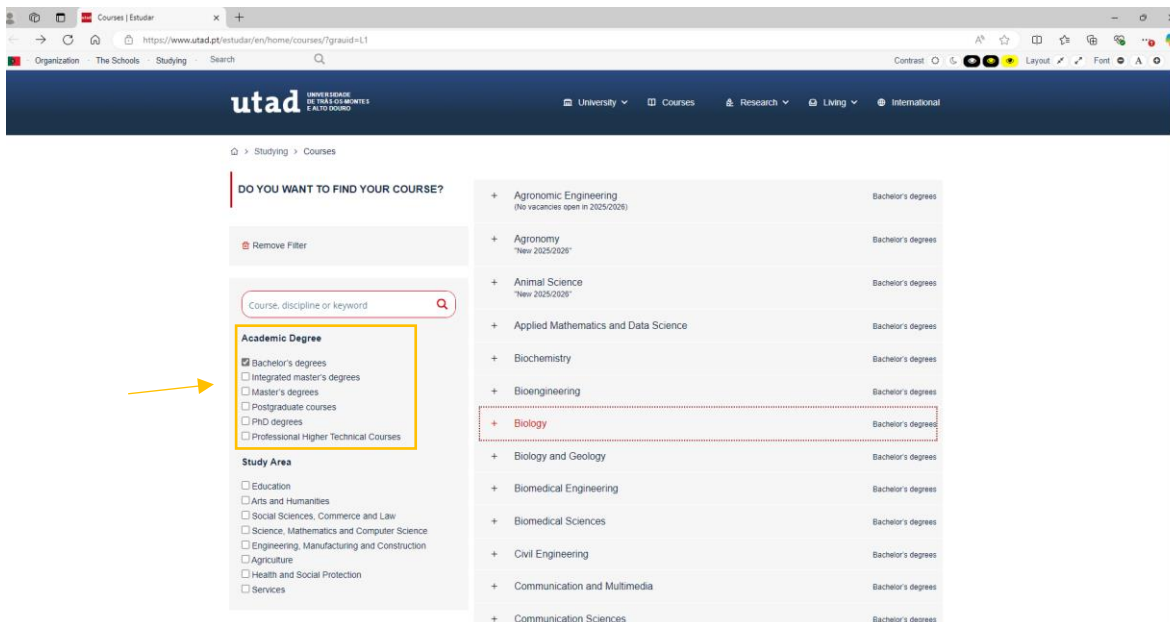 Courses | Estudar
https://www.utad.pt/estudar/en/home/courses/?grauid=L1
Organization The Schools Studying Search
Contrast Layout Font A
utad UNIVERSIDADE
DE TRÁS-OS-MONTES
E ALTO DOURO
University Courses Research Living International
> Studying > Courses
DO YOU WANT TO FIND YOUR COURSE?
Remove Filter
Course, discipline or keyword
Academic Degree
Bachelor's degrees
Integrated master's degrees
Master's degrees
Postgraduate courses
PhD degrees
Professional Higher Technical Courses
Study Area
Education
Arts and Humanities
Social Sciences, Commerce and Law
Science, Mathematics and Computer Science
Engineering, Manufacturing and Construction
Agriculture
Health and Social Protection
Services
+ Agronomic Engineering Bachelor's degrees
(No vacancies open in 2025/2026)
+ Agronomy Bachelor's degrees
"New 2025/2026"
+ Animal Science Bachelor's degrees
"New 2025/2026"
+ Applied Mathematics and Data Science Bachelor's degrees
+ Biochemistry Bachelor's degrees
+ Bioengineering Bachelor's degrees
+ Biology Bachelor's degrees
+ Biology and Geology Bachelor's degrees
+ Biomedical Engineering Bachelor's degrees
+ Biomedical Sciences Bachelor's degrees
+ Civil Engineering Bachelor's degrees
+ Communication and Multimedia Bachelor's degrees
+ Communication Sciences Bachelor's degrees